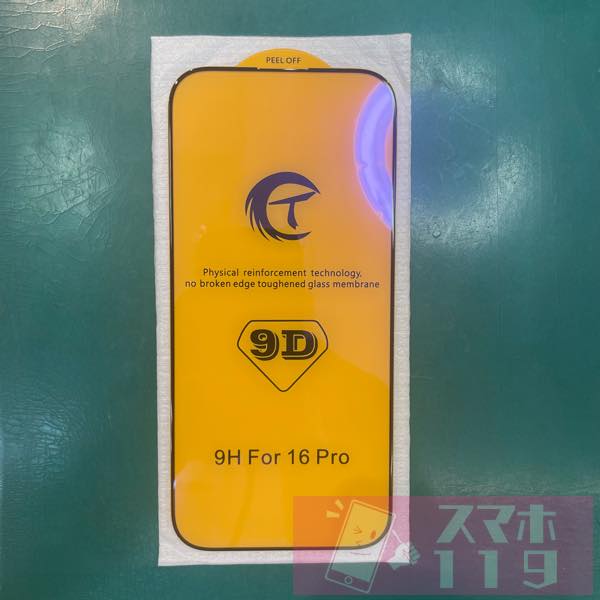 PEEL OFF
T
Physical reinforcement technology,
no broken edge toughened glass membrane
9D
9H For 16 Pro
スマホ
119